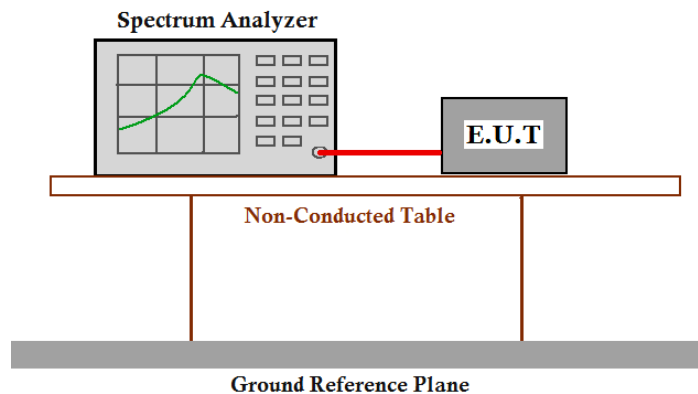 Spectrum Analyzer
E.U.T
Non-Conducted Table
Ground Reference Plane